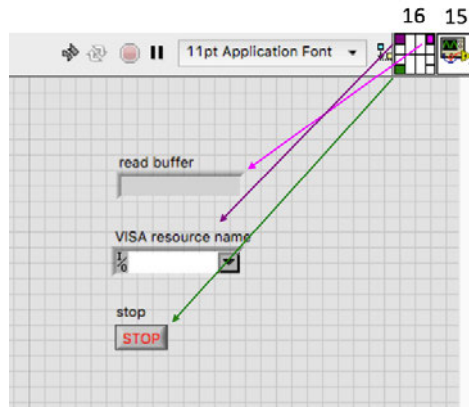 16 15
11pt Application Font
read buffer
VISA resource name
I/O
stop
STOP